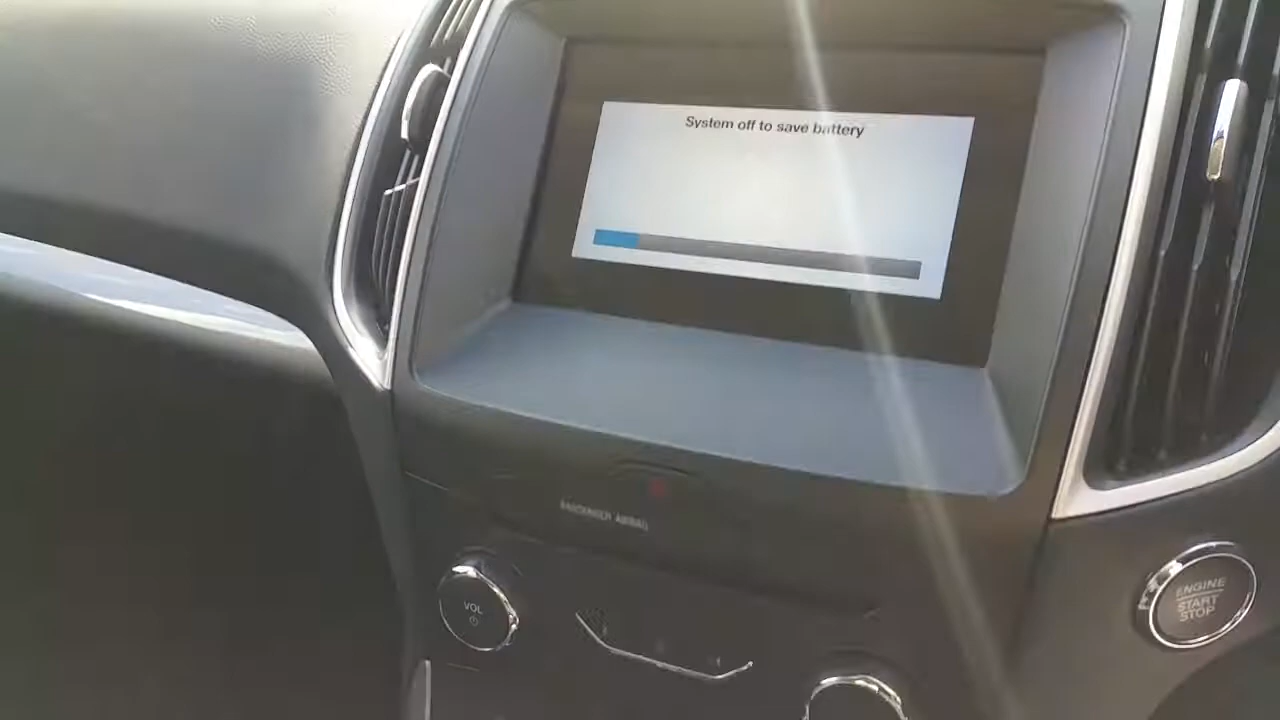 System off to save battery
PASSENGER AIRBAG
VOL
ENGINE
START
STOP